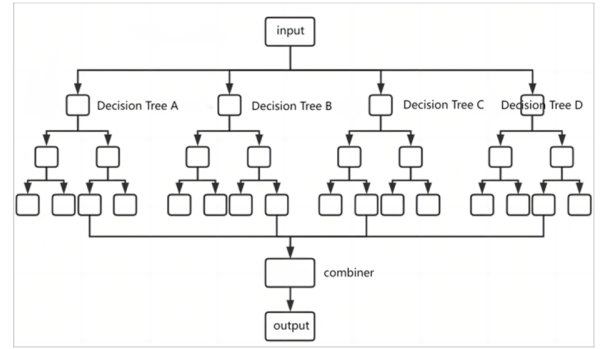 input
Decision Tree A
Decision Tree B
Decision Tree C
Decision Tree D
combiner
output